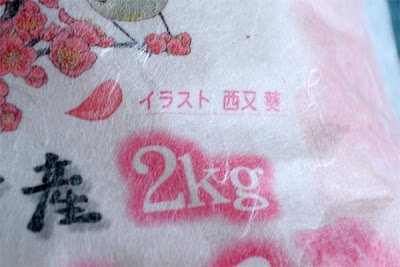 イラスト 西又 葵
産
2kg